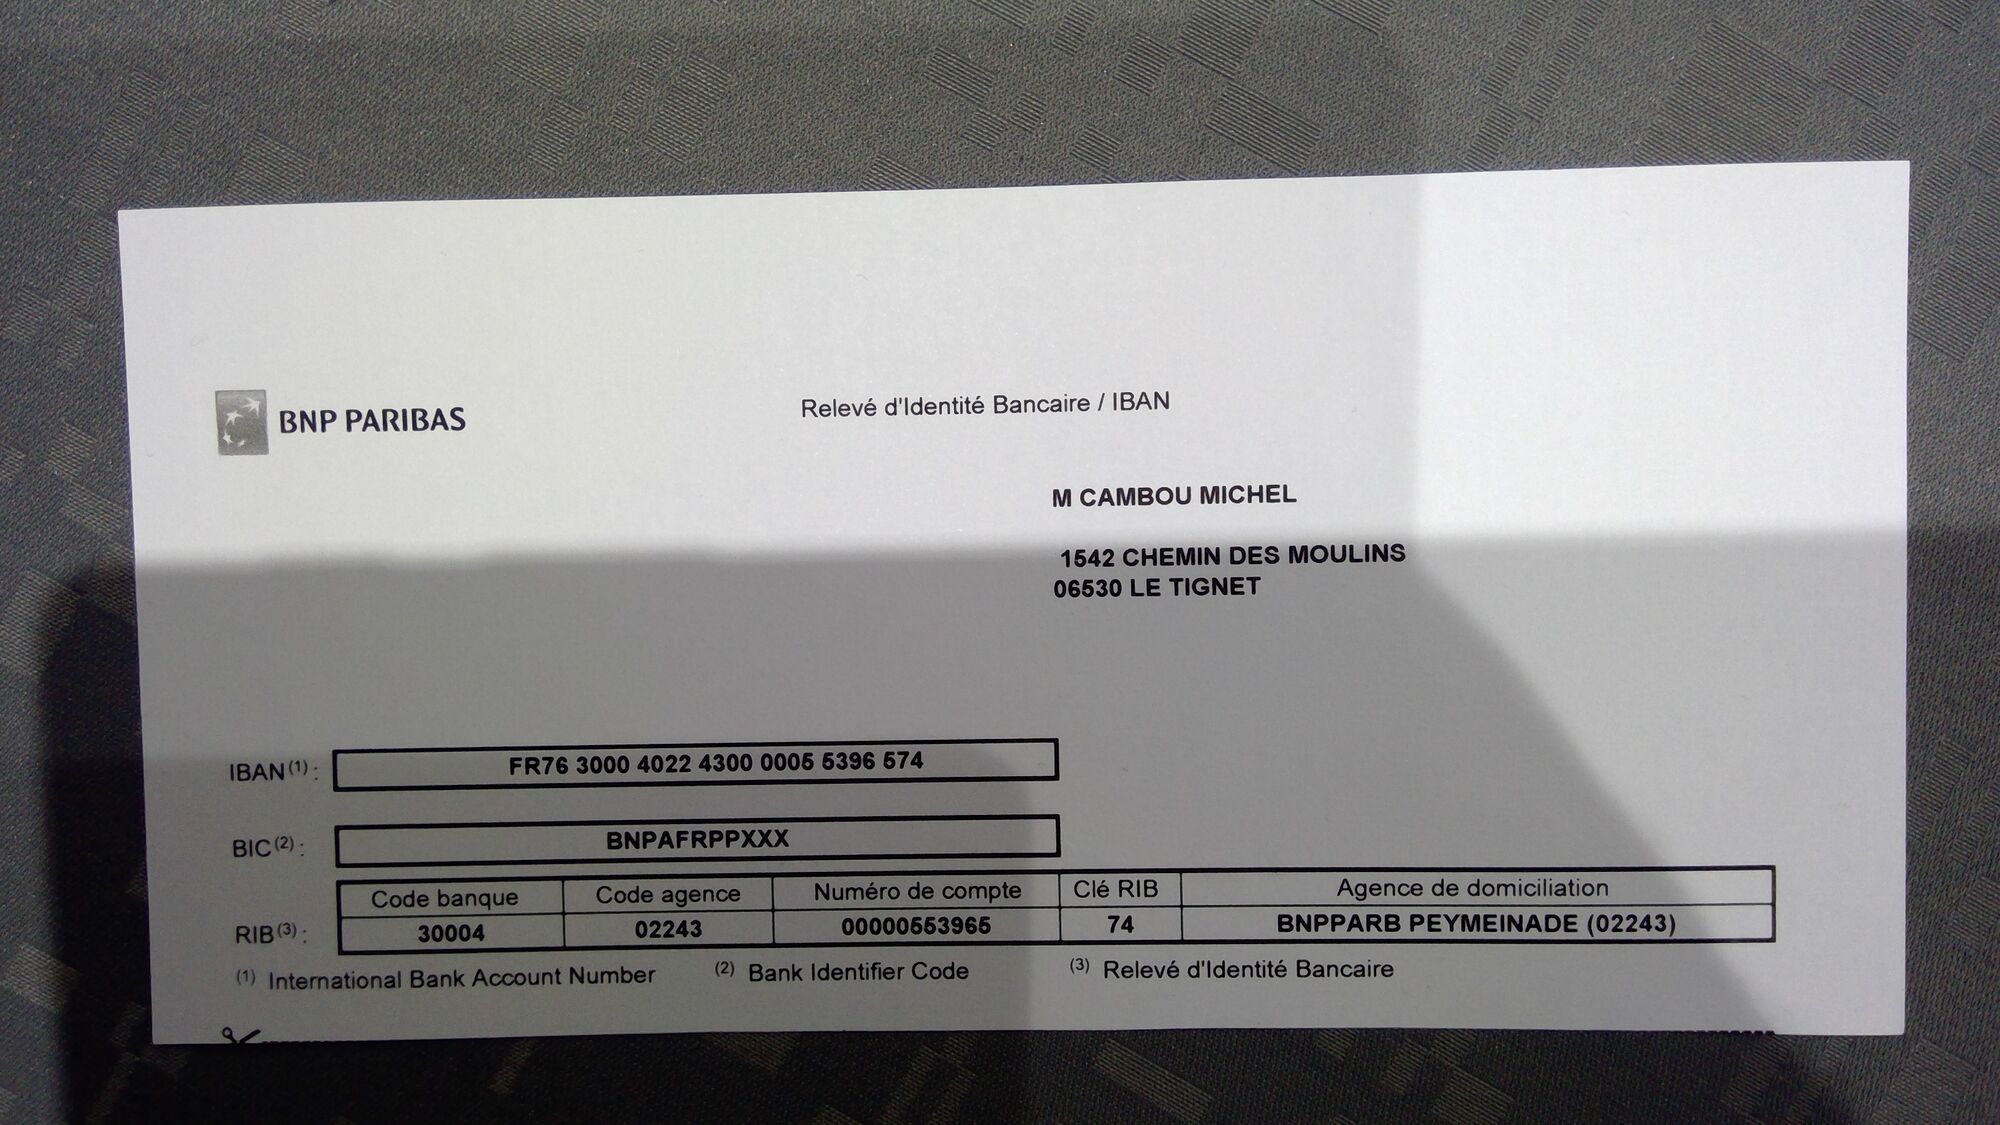 BNP PARIBAS
Relevé d'Identité Bancaire / IBAN
M CAMBOU MICHEL
1542 CHEMIN DES MOULINS
06530 LE TIGNET
IBAN(1) : FR76 3000 4022 4300 0005 5396 574
BIC(2) : BNPAFRPPXXX
Code banque Code agence Numéro de compte Clé RIB Agence de domiciliation
RIB(3) : 30004 02243 00000553965 74 BNPPARB PEYMEINADE (02243)
(1) International Bank Account Number (2) Bank Identifier Code (3) Relevé d'Identité Bancaire